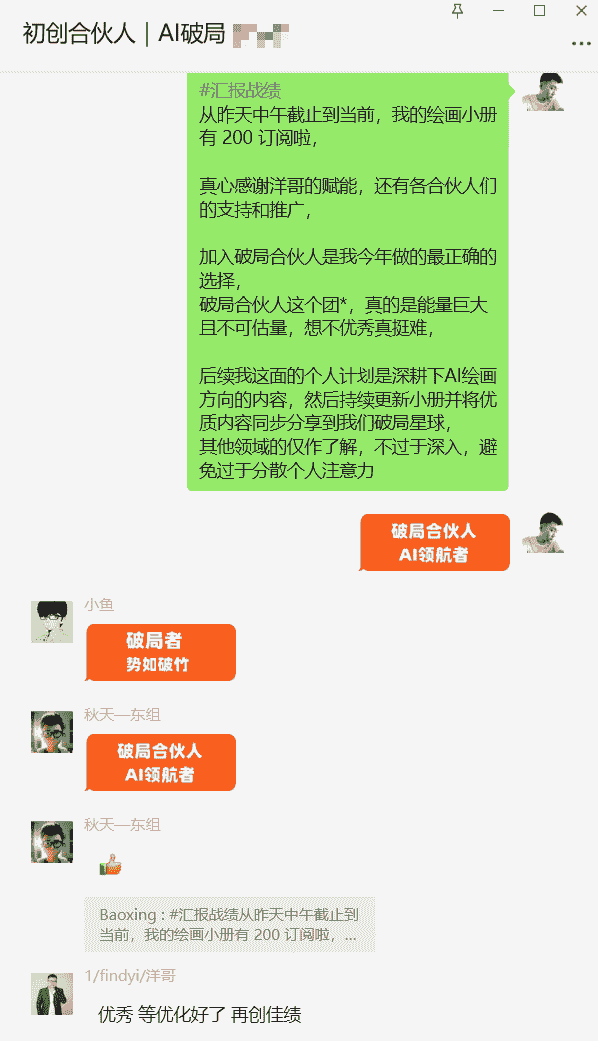 初创合伙人｜AI破局
#汇报战绩
从昨天中午截止到当前，我的绘画小册
有 200 订阅啦，
真心感谢洋哥的赋能，还有各合伙人们
的支持和推广，
加入破局合伙人是我今年做的最正确的
选择，
破局合伙人这个团*，真的是能量巨大
且不可估量，想不优秀真挺难，
后续我这面的个人计划是深耕下AI绘画
方向的内容，然后持续更新小册并将优
质内容同步分享到我们破局星球，
其他领域的仅作了解，不过于深入，避
免过于分散个人注意力
破局合伙人
AI领航者
小鱼
破局者
势如破竹
秋天—东组
破局合伙人
AI领航者
秋天—东组
Baoxing : #汇报战绩从昨天中午截止到
当前，我的绘画小册有 200 订阅啦，...
1/findyi/洋哥
优秀 等优化好了 再创佳绩